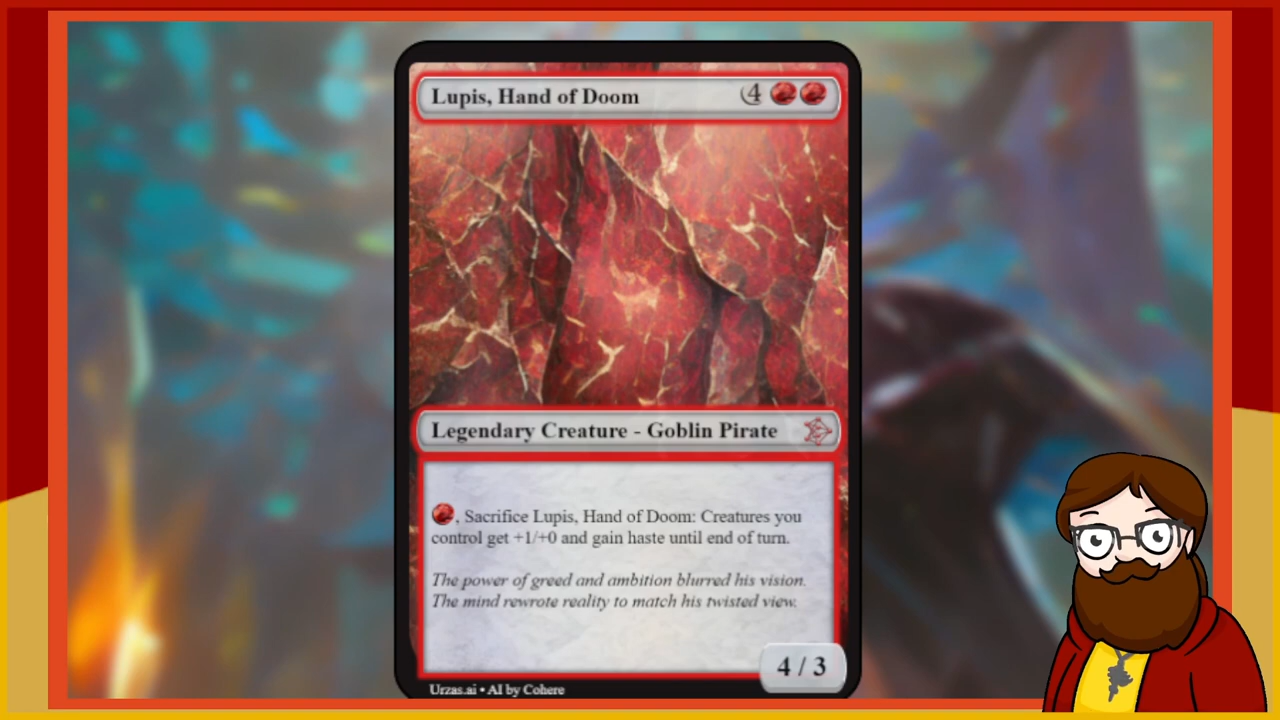 Lupis, Hand of Doom 4
Legendary Creature - Goblin Pirate
, Sacrifice Lupis, Hand of Doom: Creatures you
control get +1/+0 and gain haste until end of turn.
The power of greed and ambition blurred his vision.
The mind rewrote reality to match his twisted view.
4 / 3
Urzas.ai • AI by Cohere